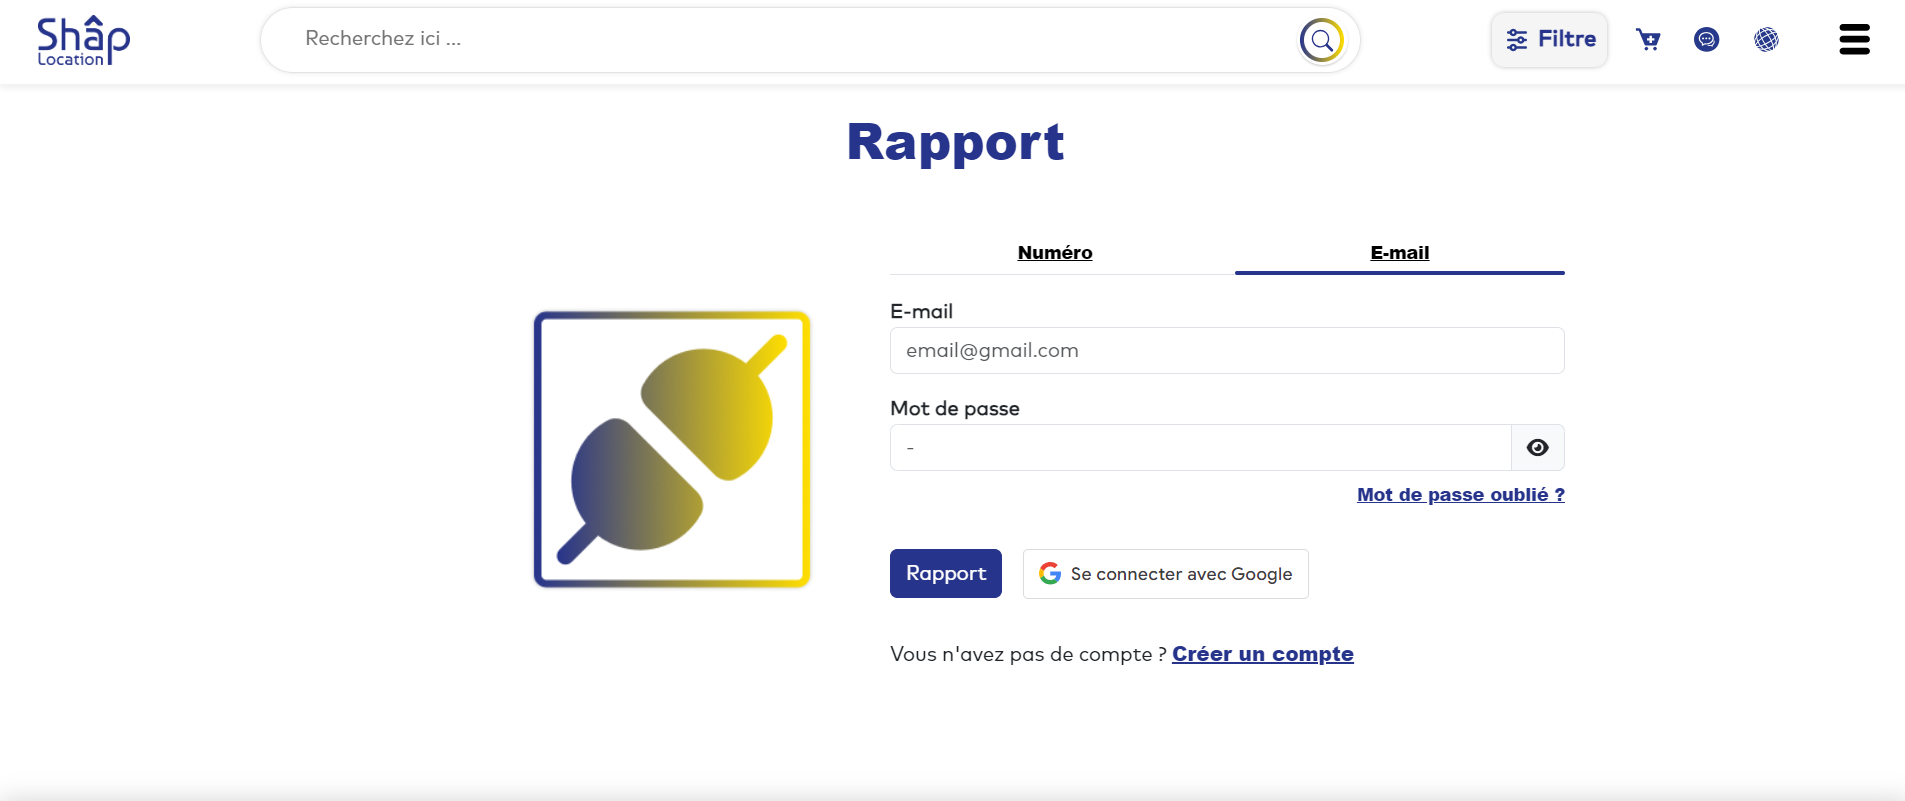 Shâp
Location
Recherchez ici ...
Filtre
Rapport
Numéro
E-mail
E-mail
email@gmail.com
Mot de passe
-
Mot de passe oublié ?
Rapport
Se connecter avec Google
Vous n'avez pas de compte ? Créer un compte